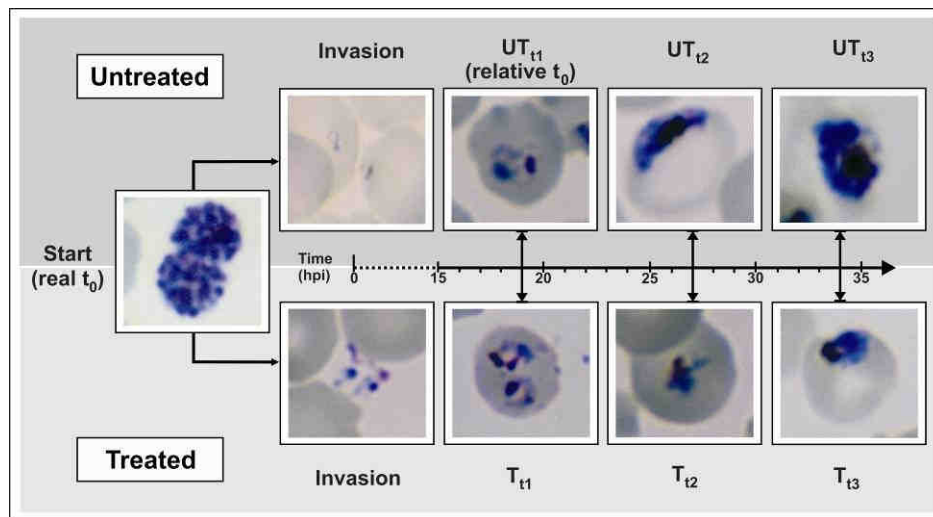 Untreated
Invasion
UTt1
(relative t0)
UTt2
UTt3
Start
(real t0)
Time
(hpi)
0
15
20
25
30
35
Treated
Invasion
Tt1
Tt2
Tt3